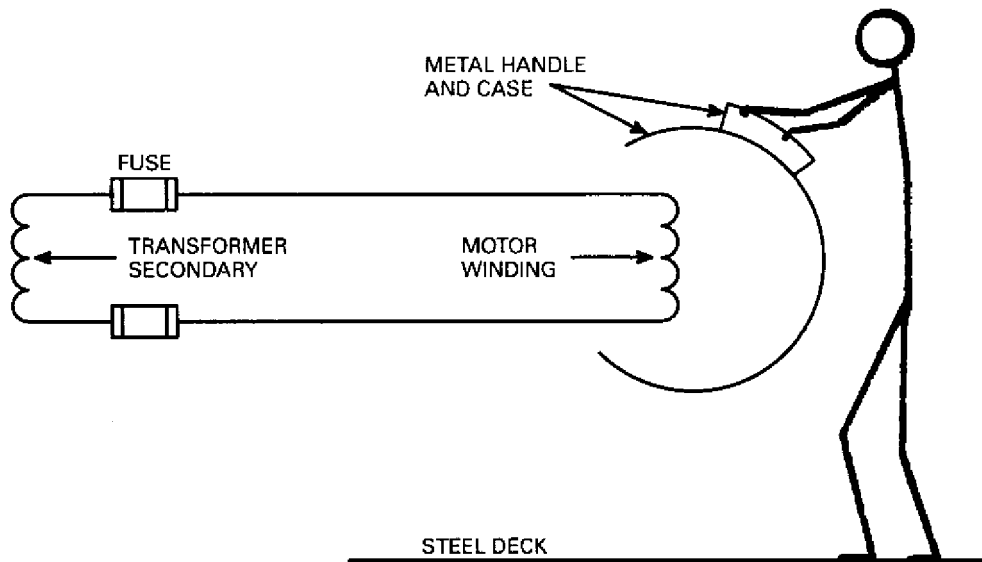 METAL HANDLE
AND CASE
FUSE
TRANSFORMER
SECONDARY
MOTOR
WINDING
STEEL DECK